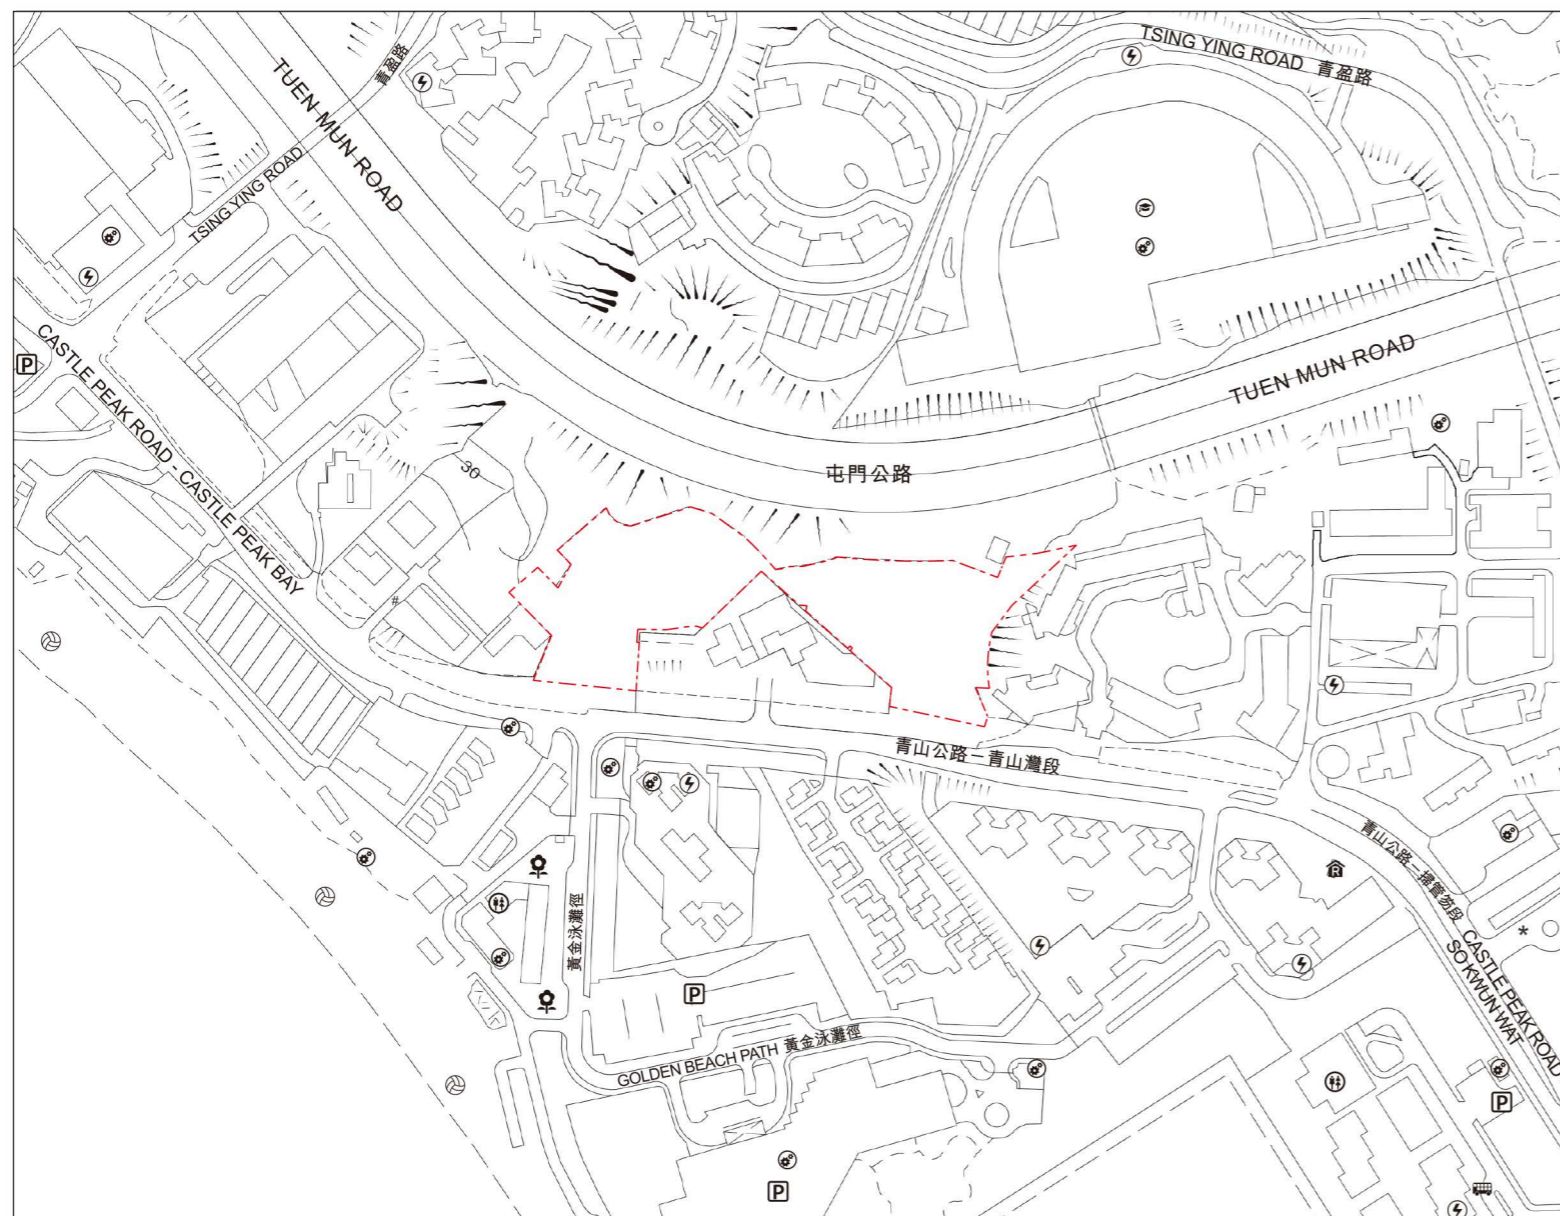 青盈路
TSING YING ROAD 青盈路
TUEN MUN ROAD
TSING YING ROAD
CASTLE PEAK ROAD - CASTLE PEAK BAY
P
TUEN MUN ROAD
30
屯門公路
#
青山公路－青山灣段
青山公路－掃管笏段
CASTLE PEAK ROAD
SO KWUN WAT
R
*
黃金泳灘徑
P
GOLDEN BEACH PATH 黃金泳灘徑
P
P